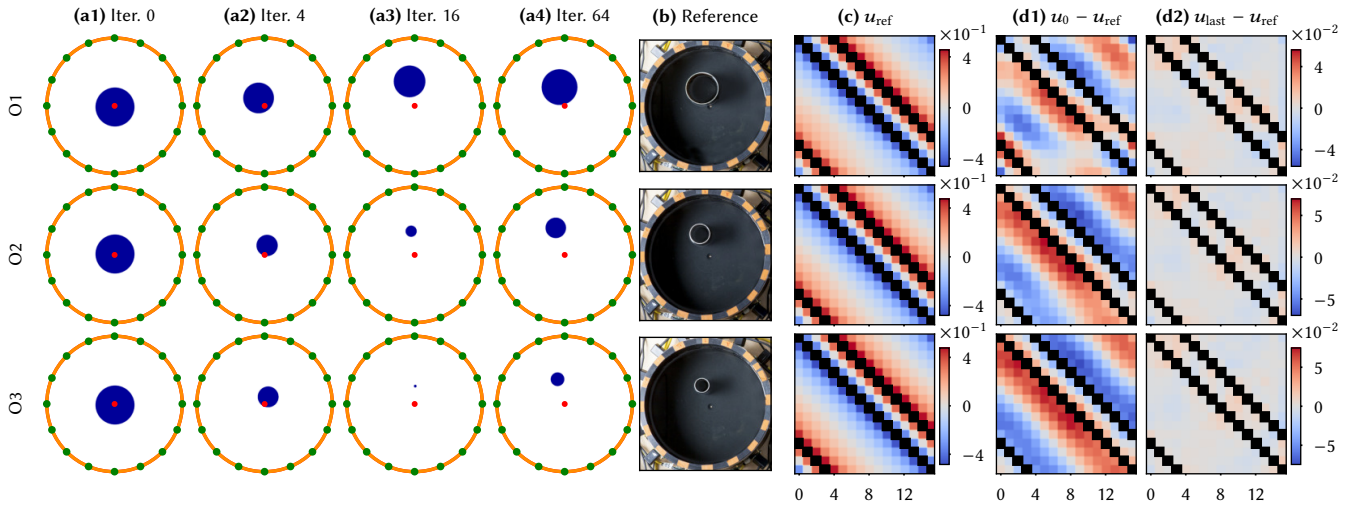 (a1) Iter. 0 (a2) Iter. 4 (a3) Iter. 16 (a4) Iter. 64 (b) Reference (c) u_ref (d1) u_0 − u_ref (d2) u_last − u_ref
×10⁻¹ ×10⁻²
O1
4 4
0 0
−4 −4
×10⁻¹ ×10⁻²
O2
4 5
0 0
−4 −5
×10⁻¹ ×10⁻²
O3
4 5
0 0
−4 −5
0 4 8 12 0 4 8 12 0 4 8 12